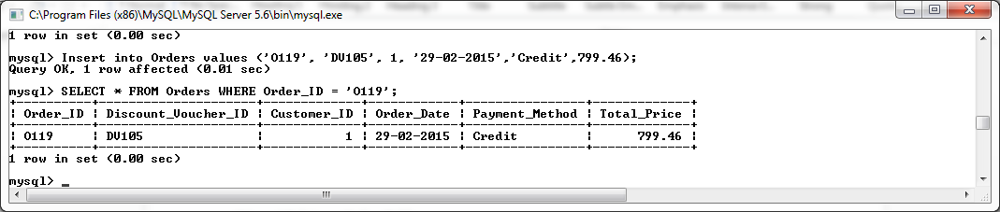 C:\Program Files (x86)\MySQL\MySQL Server 5.6\bin\mysql.exe
1 row in set (0.00 sec)
mysql> Insert into Orders values ('O119', 'DV105', 1, '29-02-2015','Credit',799.46);
Query OK, 1 row affected (0.01 sec)
mysql> SELECT * FROM Orders WHERE Order_ID = 'O119';
+----------+---------------------+-------------+------------+----------------+-------------+
| Order_ID | Discount_Voucher_ID | Customer_ID | Order_Date | Payment_Method | Total_Price |
+----------+---------------------+-------------+------------+----------------+-------------+
| O119     | DV105               |           1 | 29-02-2015 | Credit         |      799.46 |
+----------+---------------------+-------------+------------+----------------+-------------+
1 row in set (0.00 sec)
mysql> _